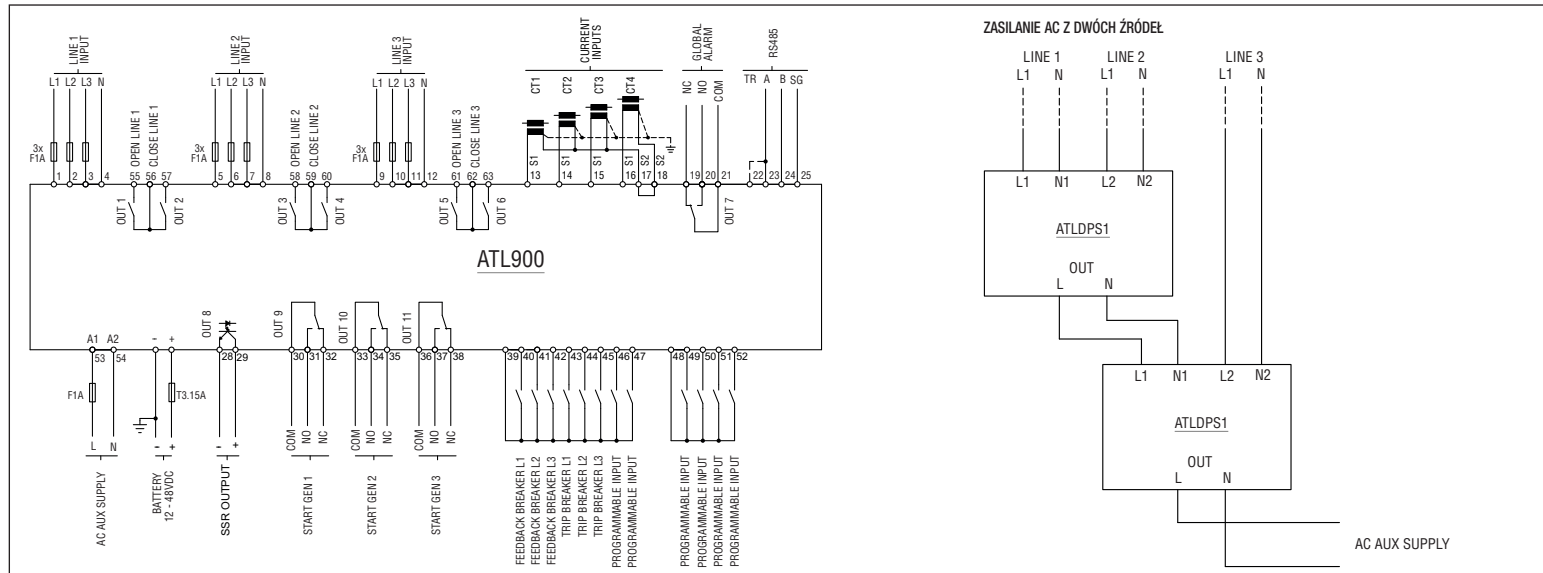 LINE 1 INPUT
LINE 2 INPUT
LINE 3 INPUT
CURRENT INPUTS
GLOBAL ALARM
RS485
L1 L2 L3 N
L1 L2 L3 N
L1 L2 L3 N
CT1 CT2 CT3 CT4
NC NO COM
TR A B SG
3x F1A
OPEN LINE 1
CLOSE LINE 1
3x F1A
OPEN LINE 2
CLOSE LINE 2
3x F1A
OPEN LINE 3
CLOSE LINE 3
S1 S1 S1 S1 S2 S2
1 2 3 4 55 56 57 5 6 7 8 58 59 60 9 10 11 12 61 62 63 13 14 15 16 17 18 19 20 21 22 23 24 25
OUT 1 OUT 2 OUT 3 OUT 4 OUT 5 OUT 6 OUT 7
ATL900
OUT 8 OUT 9 OUT 10 OUT 11
A1 A2 - +
53 54 28 29 30 31 32 33 34 35 36 37 38 39 40 41 42 43 44 45 46 47 48 49 50 51 52
F1A T3.15A
L N - + - +
COM NO NC
COM NO NC
COM NO NC
AC AUX SUPPLY
BATTERY
12 - 48VDC
SSR OUTPUT
START GEN 1
START GEN 2
START GEN 3
FEEDBACK BREAKER L1
FEEDBACK BREAKER L2
FEEDBACK BREAKER L3
TRIP BREAKER L1
TRIP BREAKER L2
TRIP BREAKER L3
PROGRAMMABLE INPUT
PROGRAMMABLE INPUT
PROGRAMMABLE INPUT
PROGRAMMABLE INPUT
PROGRAMMABLE INPUT
PROGRAMMABLE INPUT
ZASILANIE AC Z DWÓCH ŹRÓDEŁ
LINE 1 LINE 2 LINE 3
L1 N L1 N L1 N
L1 N1 L2 N2
ATLDPS1
OUT
L N
L1 N1 L2 N2
ATLDPS1
OUT
L N
AC AUX SUPPLY